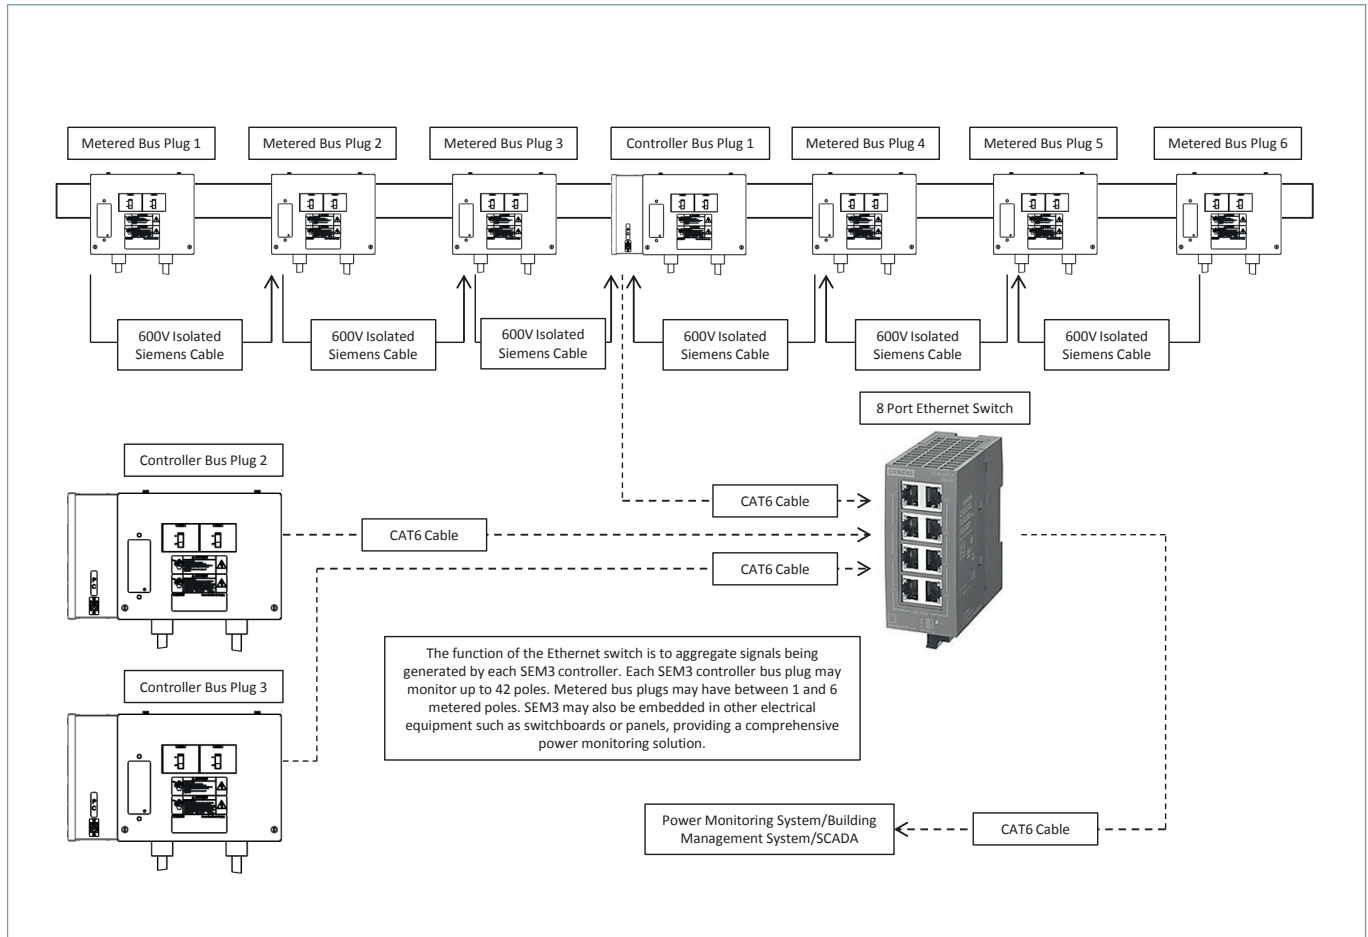 Metered Bus Plug 1
Metered Bus Plug 2
Metered Bus Plug 3
Controller Bus Plug 1
Metered Bus Plug 4
Metered Bus Plug 5
Metered Bus Plug 6
600V Isolated
Siemens Cable
600V Isolated
Siemens Cable
600V Isolated
Siemens Cable
600V Isolated
Siemens Cable
600V Isolated
Siemens Cable
600V Isolated
Siemens Cable
8 Port Ethernet Switch
SIEMENS
Controller Bus Plug 2
CAT6 Cable
CAT6 Cable
CAT6 Cable
The function of the Ethernet switch is to aggregate signals being
generated by each SEM3 controller. Each SEM3 controller bus plug may
monitor up to 42 poles. Metered bus plugs may have between 1 and 6
metered poles. SEM3 may also be embedded in other electrical
equipment such as switchboards or panels, providing a comprehensive
power monitoring solution.
Controller Bus Plug 3
Power Monitoring System/Building
Management System/SCADA
CAT6 Cable